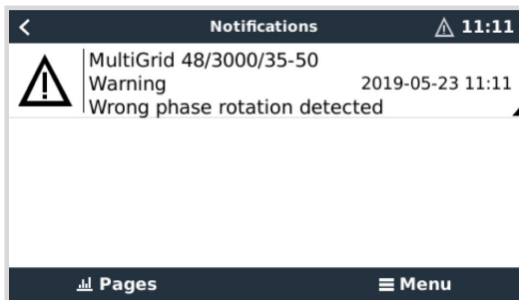 Notifications 11:11
MultiGrid 48/3000/35-50
Warning 2019-05-23 11:11
Wrong phase rotation detected
Pages Menu